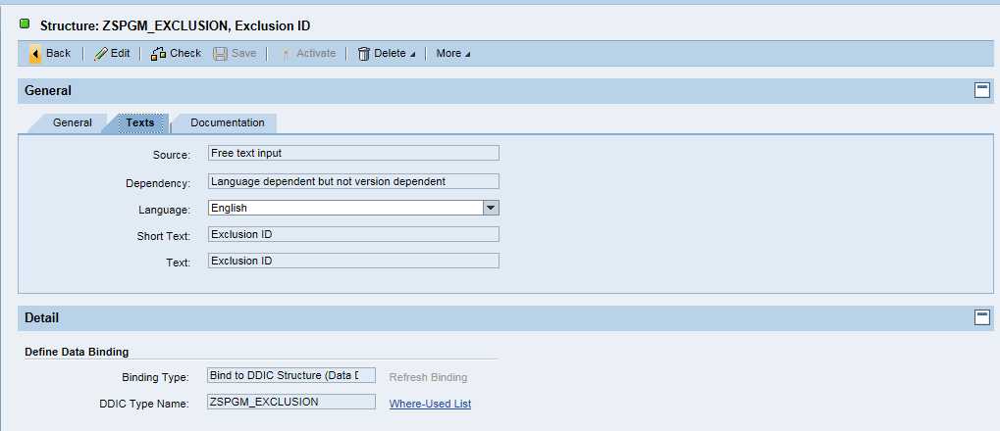 Structure: ZSPGM_EXCLUSION, Exclusion ID
Back Edit Check Save Activate Delete More
General
General Texts Documentation
Source: Free text input
Dependency: Language dependent but not version dependent
Language: English
Short Text: Exclusion ID
Text: Exclusion ID
Detail
Define Data Binding
Binding Type: Bind to DDIC Structure (Data Refresh Binding
DDIC Type Name: ZSPGM_EXCLUSION Where-Used List